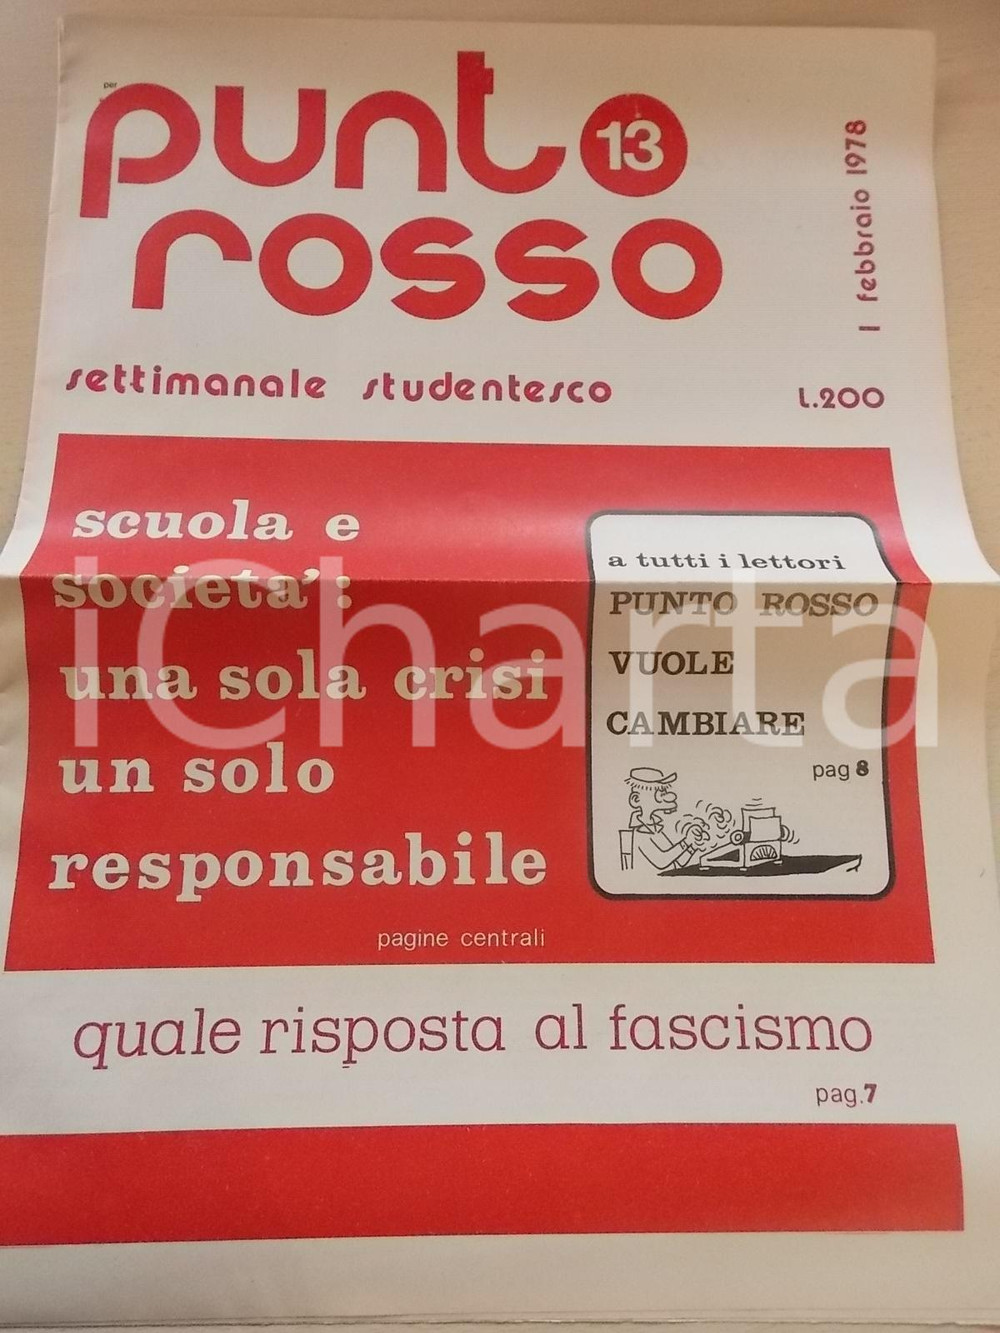 per
punto 13
rosso
1 febbraio 1978
settimanale studentesco
L.200
scuola e
societa':
una sola crisi
un solo
responsabile
pagine centrali
a tutti i lettori
PUNTO ROSSO
VUOLE
CAMBIARE
pag 8
quale risposta al fascismo
pag.7
iCharta